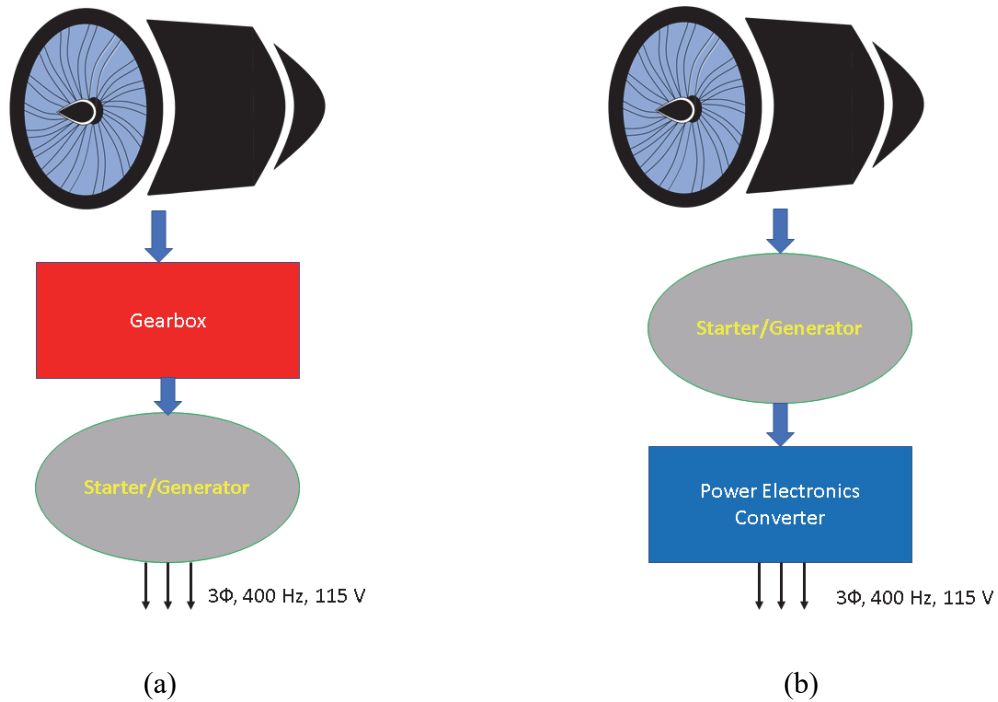 Gearbox
Starter/Generator
3Φ, 400 Hz, 115 V
(a)
Starter/Generator
Power Electronics
Converter
3Φ, 400 Hz, 115 V
(b)